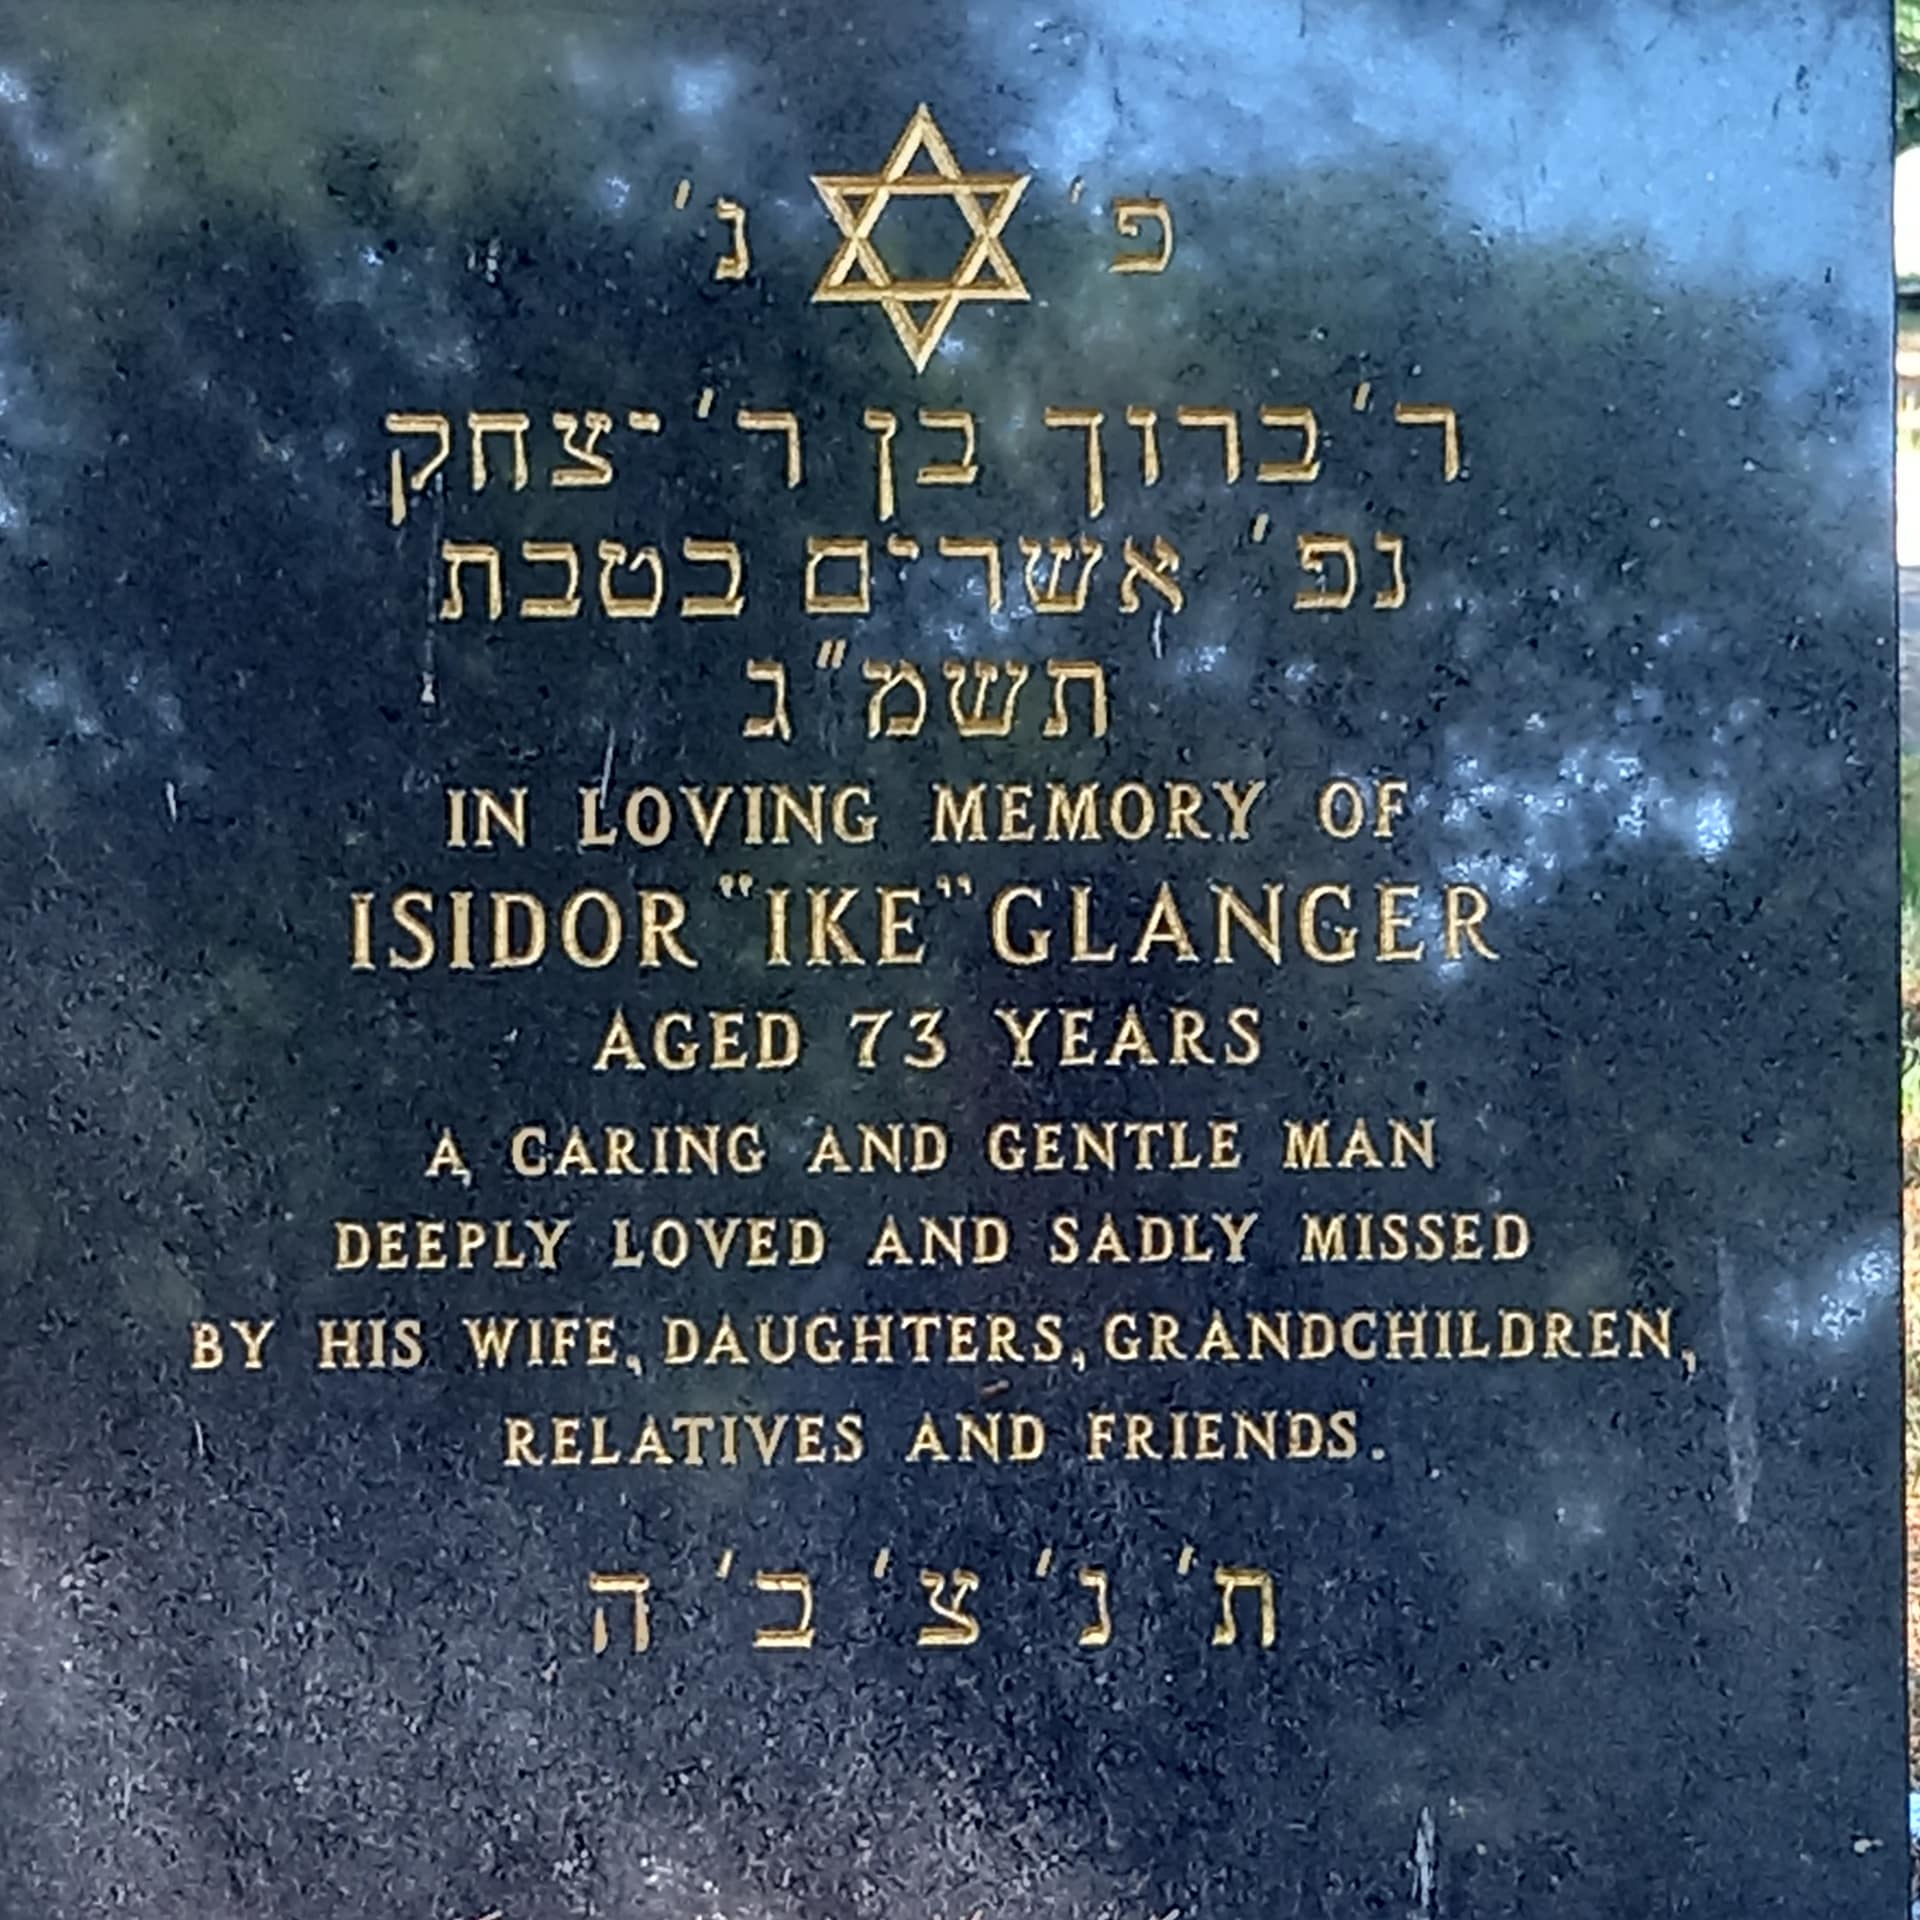 פ' נ'
ר' ברוך בן ר' יצחק
נפ' אשרים בטבת
תשמ"ג
IN LOVING MEMORY OF
ISIDOR "IKE" GLANGER
AGED 73 YEARS
A CARING AND GENTLE MAN
DEEPLY LOVED AND SADLY MISSED
BY HIS WIFE, DAUGHTERS, GRANDCHILDREN,
RELATIVES AND FRIENDS.
ת' נ' צ' ב' ה